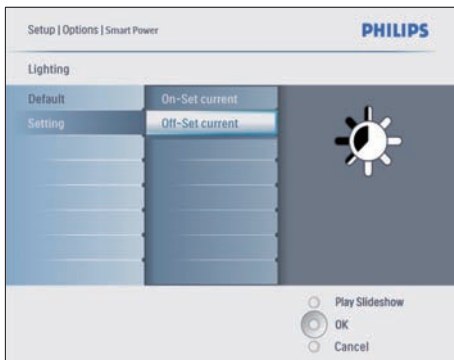 Setup | Options | Smart Power
PHILIPS
Lighting
Default
On-Set current
Setting
Off-Set current
Play Slideshow
OK
Cancel